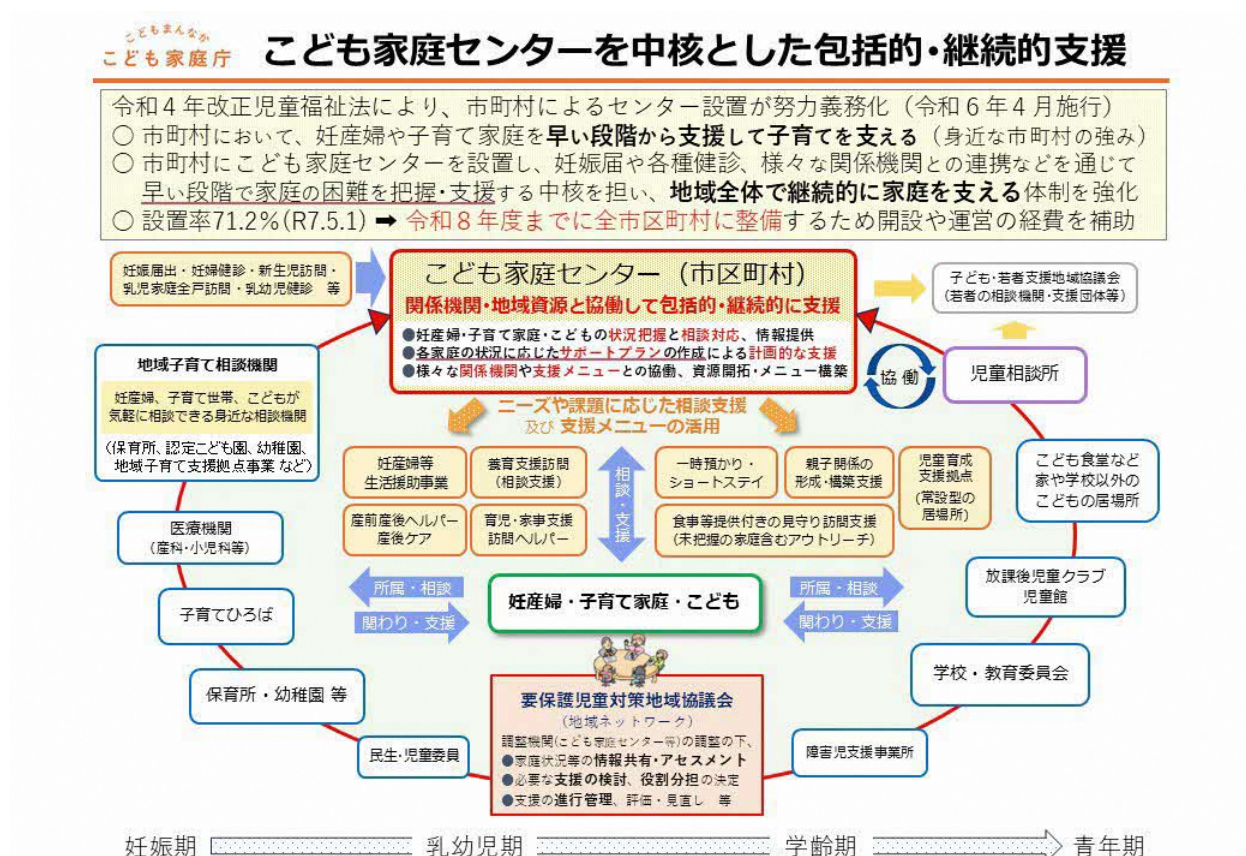 こどもまんなか
こども家庭庁
こども家庭センターを中核とした包括的・継続的支援
令和４年改正児童福祉法により、市町村によるセンター設置が努力義務化（令和６年４月施行）
○ 市町村において、妊産婦や子育て家庭を早い段階から支援して子育てを支える（身近な市町村の強み）
○ 市町村にこども家庭センターを設置し、妊娠届や各種健診、様々な関係機関との連携などを通じて
早い段階で家庭の困難を把握・支援する中核を担い、地域全体で継続的に家庭を支える体制を強化
○ 設置率71.2%(R7.5.1) ➡ 令和８年度までに全市区町村に整備するため開設や運営の経費を補助
妊娠届出・妊婦健診・新生児訪問・
乳児家庭全戸訪問・乳幼児健診 等
こども家庭センター（市区町村）
関係機関・地域資源と協働して包括的・継続的に支援
●妊産婦・子育て家庭・こどもの状況把握と相談対応、情報提供
●各家庭の状況に応じたサポートプランの作成による計画的な支援
●様々な関係機関や支援メニューとの協働、資源開拓・メニュー構築
子ども・若者支援地域協議会
（若者の相談機関・支援団体等）
地域子育て相談機関
妊産婦、子育て世帯、こどもが
気軽に相談できる身近な相談機関
（保育所、認定こども園、幼稚園、
地域子育て支援拠点事業 など）
協働
児童相談所
ニーズや課題に応じた相談支援
及び 支援メニューの活用
妊産婦等
生活援助事業
養育支援訪問
（相談支援）
産前産後ヘルパー
産後ケア
育児・家事支援
訪問ヘルパー
相談・支援
一時預かり・
ショートステイ
親子関係の
形成・構築支援
児童育成
支援拠点
（常設型の
居場所）
食事等提供付きの見守り訪問支援
（未把握の家庭含むアウトリーチ）
こども食堂など
家や学校以外の
こどもの居場所
医療機関
（産科・小児科等）
所属・相談
関わり・支援
妊産婦・子育て家庭・こども
所属・相談
関わり・支援
放課後児童クラブ
児童館
子育てひろば
学校・教育委員会
保育所・幼稚園 等
要保護児童対策地域協議会
（地域ネットワーク）
調整機関(こども家庭センター等)の調整の下、
●家庭状況等の情報共有・アセスメント
●必要な支援の検討、役割分担の決定
●支援の進行管理、評価・見直し 等
民生・児童委員
障害児支援事業所
妊娠期
乳幼児期
学齢期
青年期